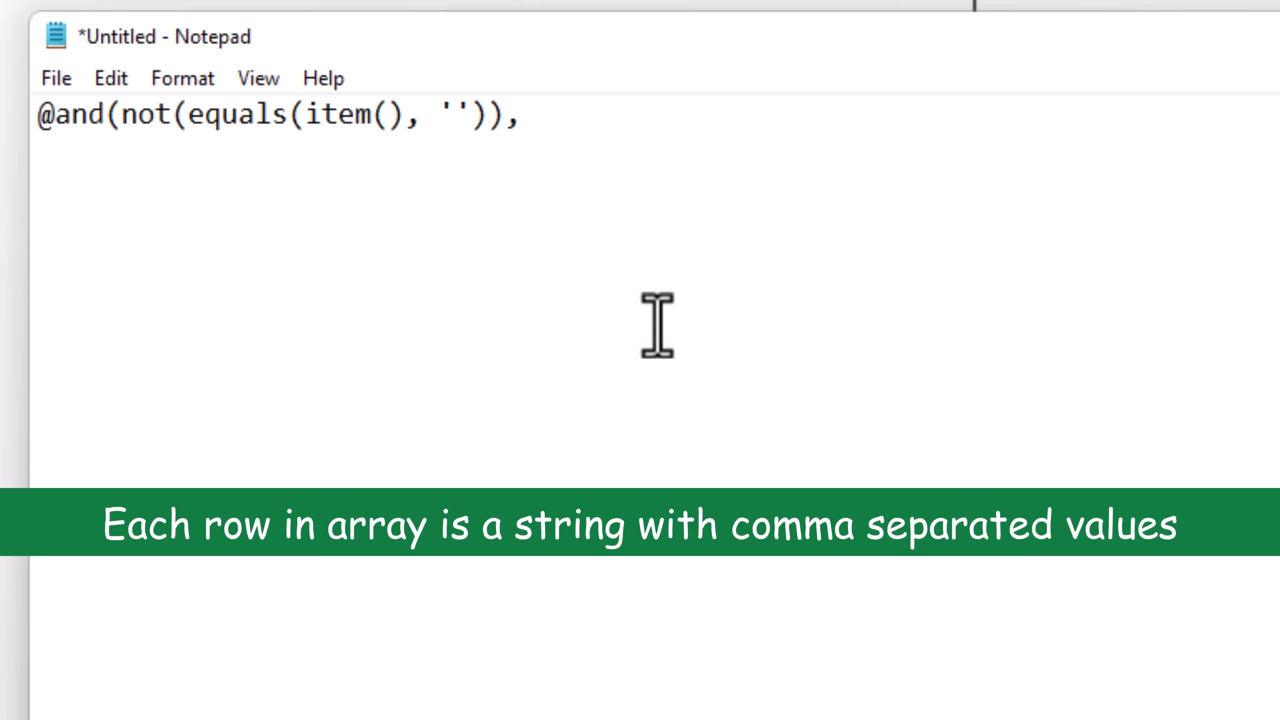 *Untitled - Notepad
File Edit Format View Help
@and(not(equals(item(), '')),
Each row in array is a string with comma separated values